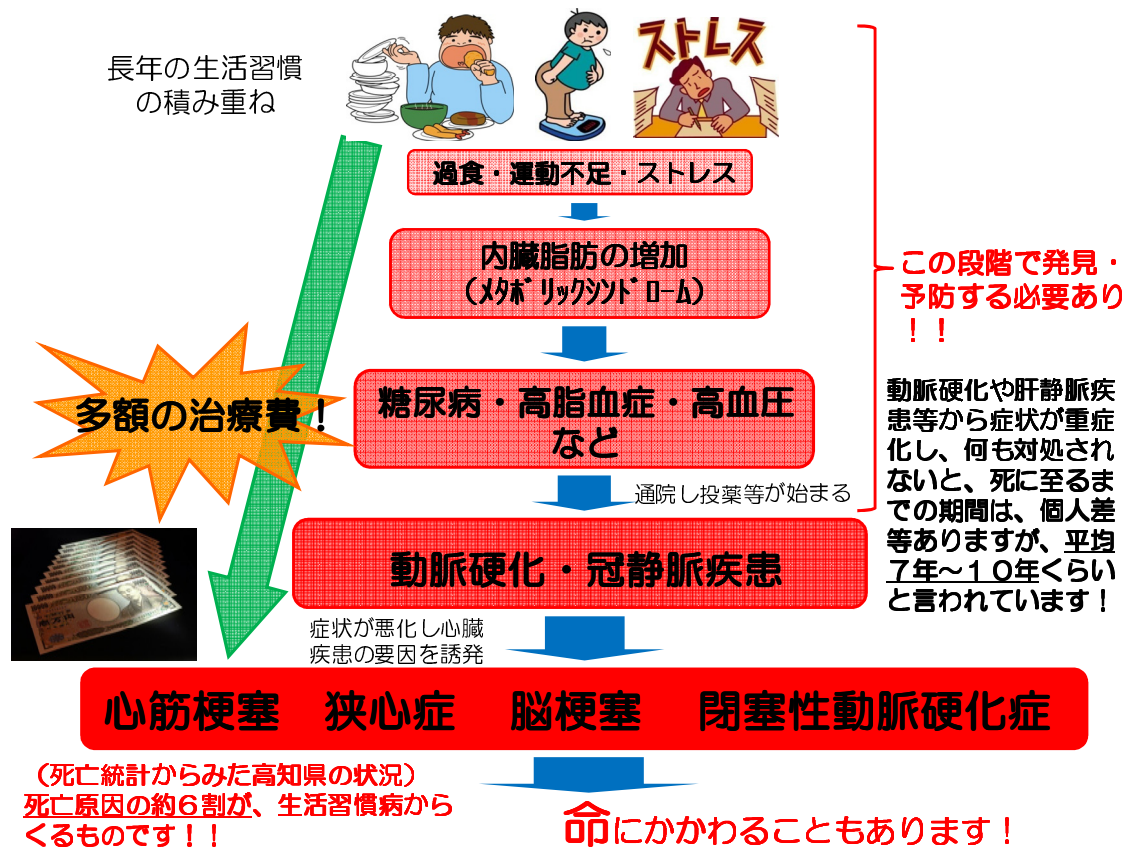 長年の生活習慣
の積み重ね
ストレス
過食・運動不足・ストレス
内臓脂肪の増加
（ﾒﾀﾎﾞﾘｯｸｼﾝﾄﾞﾛｰﾑ）
この段階で発見・
予防する必要あり
！！
多額の治療費！
糖尿病・高脂血症・高血圧
など
通院し投薬等が始まる
動脈硬化や肝静脈疾
患等から症状が重症
化し、何も対処され
ないと、死に至るま
での期間は、個人差
等ありますが、平均
７年～１０年くらい
と言われています！
動脈硬化・冠静脈疾患
症状が悪化し心臓
疾患の要因を誘発
心筋梗塞　狭心症　脳梗塞　閉塞性動脈硬化症
（死亡統計からみた高知県の状況）
死亡原因の約６割が、生活習慣病から
くるものです！！
命にかかわることもあります！